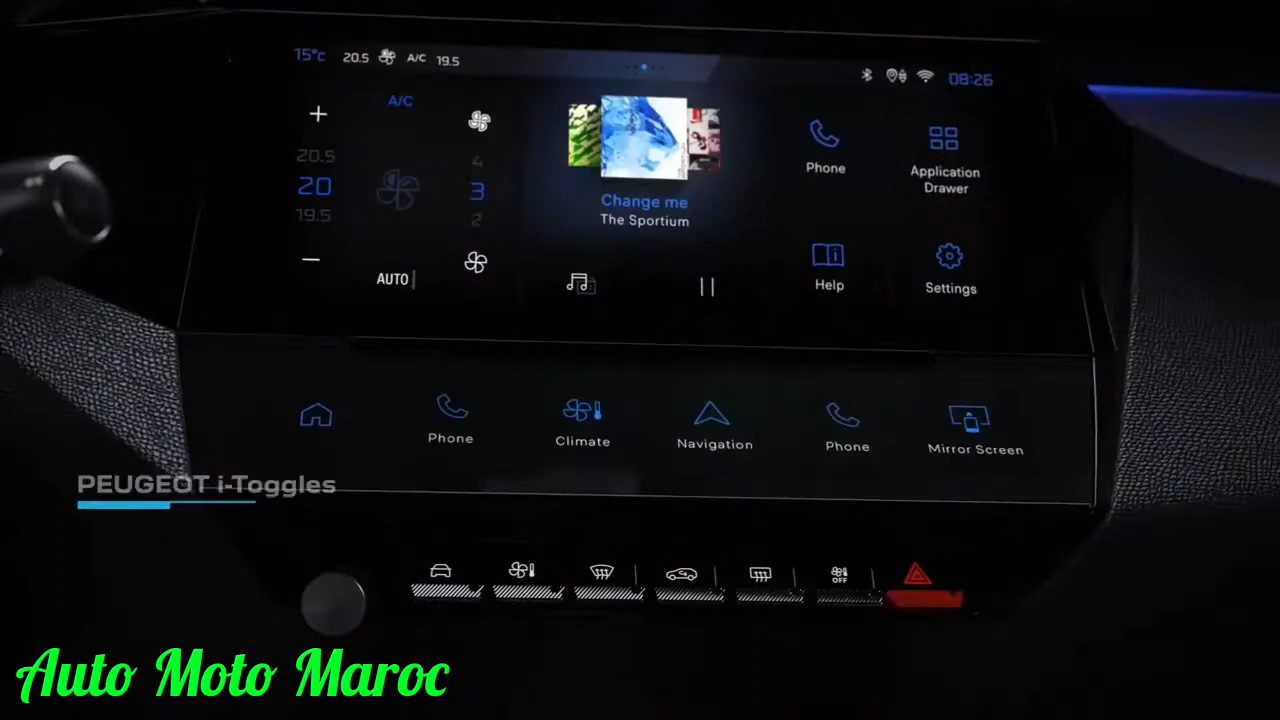 15°c 20.5 A/C 19.5
08:26
+
A/C
20.5
20
19.5
−
AUTO
4
3
2
Change me
The Sportium
Phone
Application
Drawer
Help
Settings
Phone
Climate
Navigation
Phone
Mirror Screen
PEUGEOT i-Toggles
OFF
Auto Moto Maroc